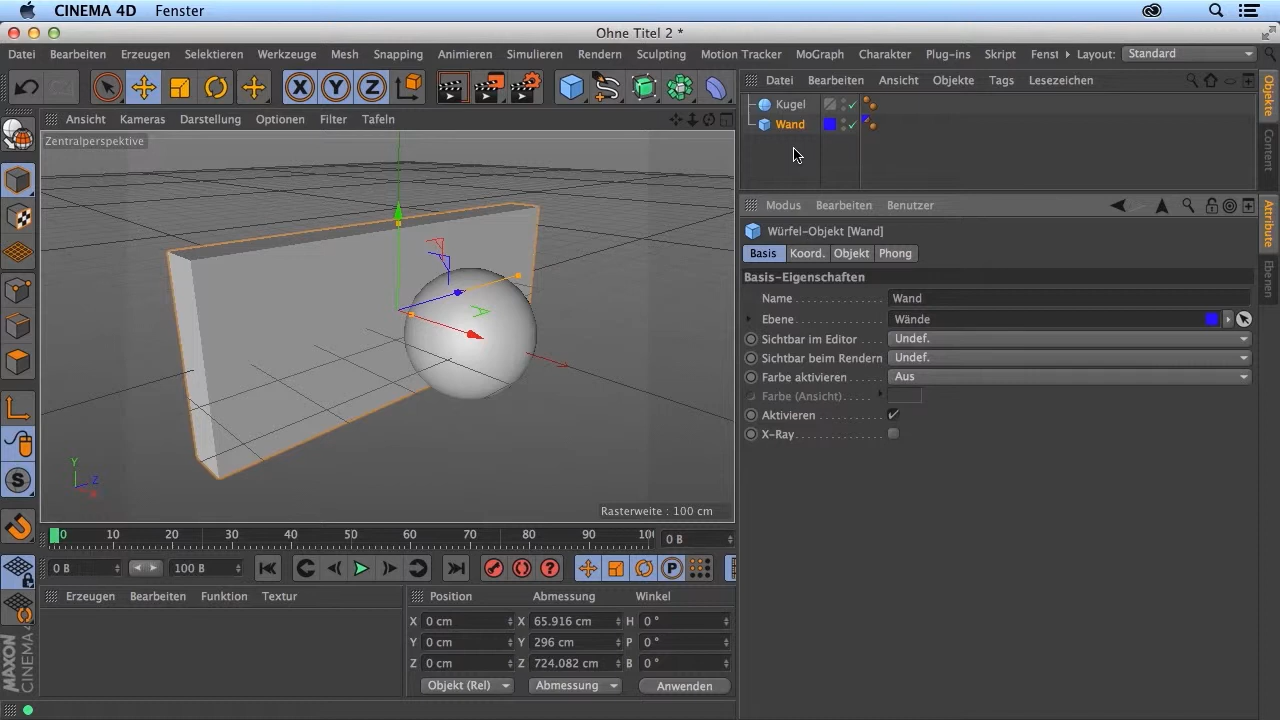 CINEMA 4D Fenster
Ohne Titel 2 *
Datei Bearbeiten Erzeugen Selektieren Werkzeuge Mesh Snapping Animieren Simulieren Rendern Sculpting Motion Tracker MoGraph Charakter Plug-ins Skript Fenst Layout: Standard
X Y Z
Datei Bearbeiten Ansicht Objekte Tags Lesezeichen
Kugel
Wand
Objekte
Content
Ansicht Kameras Darstellung Optionen Filter Tafeln
Zentralperspektive
Y
Z
Rasterweite : 100 cm
Modus Bearbeiten Benutzer
Würfel-Objekt [Wand]
Basis Koord. Objekt Phong
Basis-Eigenschaften
Name Wand
Ebene Wände
Sichtbar im Editor Undef.
Sichtbar beim Rendern Undef.
Farbe aktivieren Aus
Farbe (Ansicht)
Aktivieren
X-Ray
Attribute
Ebenen
0 10 20 30 40 50 60 70 80 90 10 0 B
0 B 100 B P
Erzeugen Bearbeiten Funktion Textur
Position Abmessung Winkel
X 0 cm X 65.916 cm H 0 °
Y 0 cm Y 296 cm P 0 °
Z 0 cm Z 724.082 cm B 0 °
Objekt (Rel) Abmessung Anwenden
S
MAXON
CINEMA 4